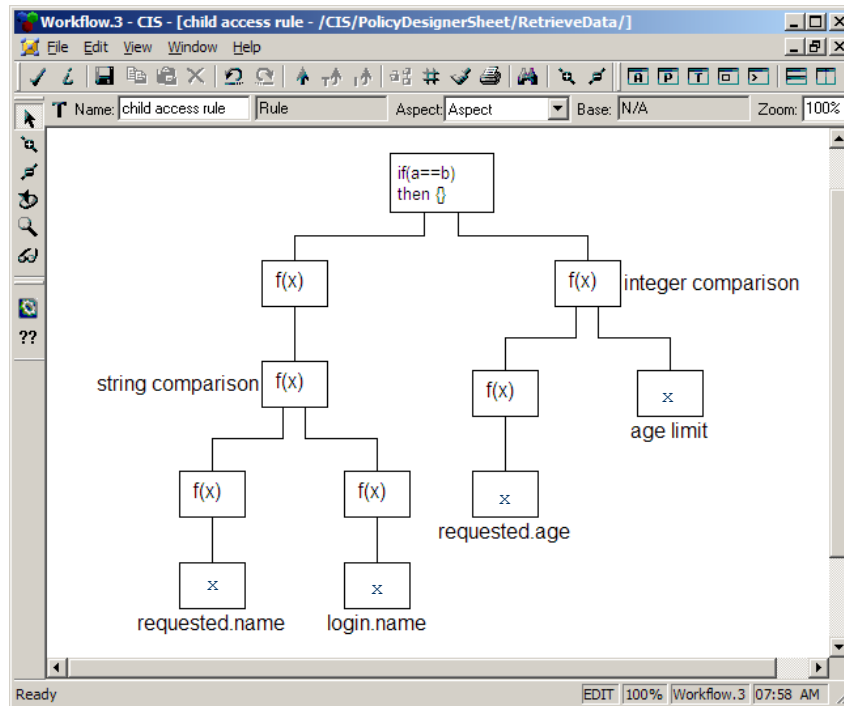 Workflow.3 - CIS - [child access rule - /CIS/PolicyDesignerSheet/RetrieveData/]
File Edit View Window Help
A P T
T Name: child access rule Rule Aspect: Aspect Base: N/A Zoom: 100%
??
if(a==b)
then {}
f(x) f(x) integer comparison
string comparison f(x) f(x) x
age limit
f(x) f(x) x
requested.age
x x
requested.name login.name
Ready EDIT 100% Workflow.3 07:58 AM